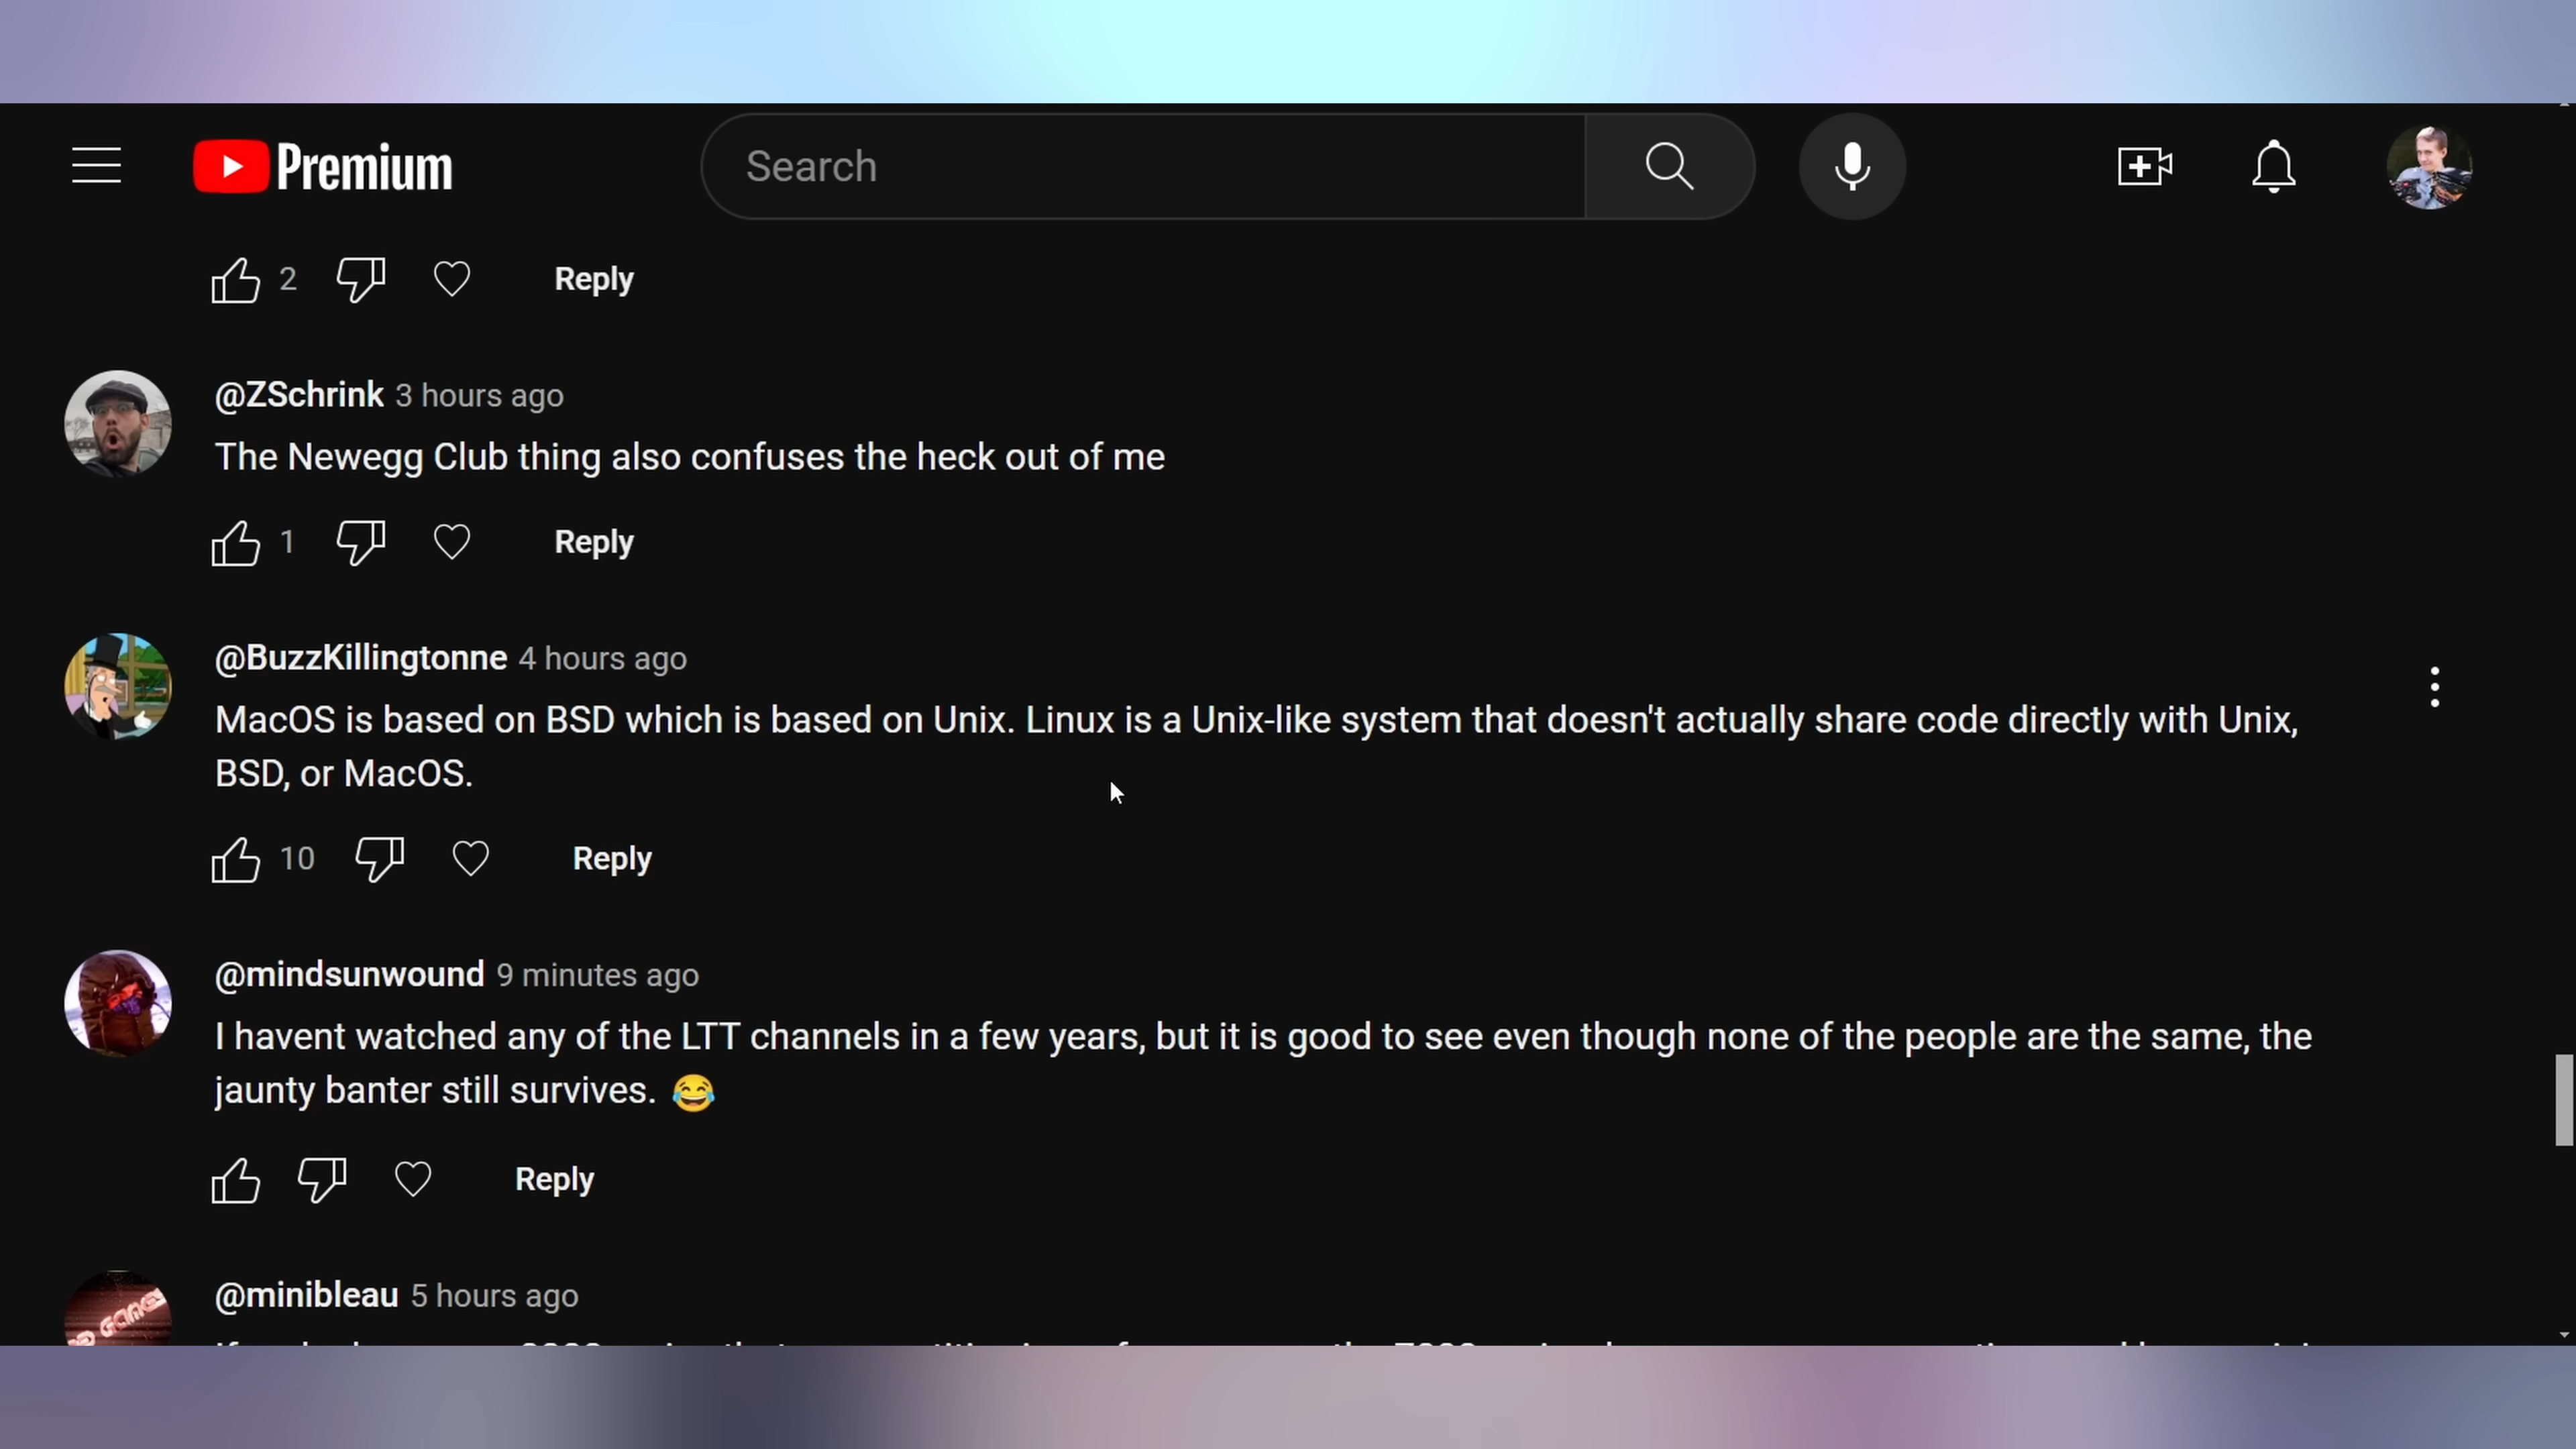 Premium
Search
2
Reply
@ZSchrink 3 hours ago
The Newegg Club thing also confuses the heck out of me
1
Reply
@BuzzKillingtonne 4 hours ago
MacOS is based on BSD which is based on Unix. Linux is a Unix-like system that doesn't actually share code directly with Unix,
BSD, or MacOS.
10
Reply
@mindsunwound 9 minutes ago
I havent watched any of the LTT channels in a few years, but it is good to see even though none of the people are the same, the
jaunty banter still survives. 😂
Reply
@minibleau 5 hours ago